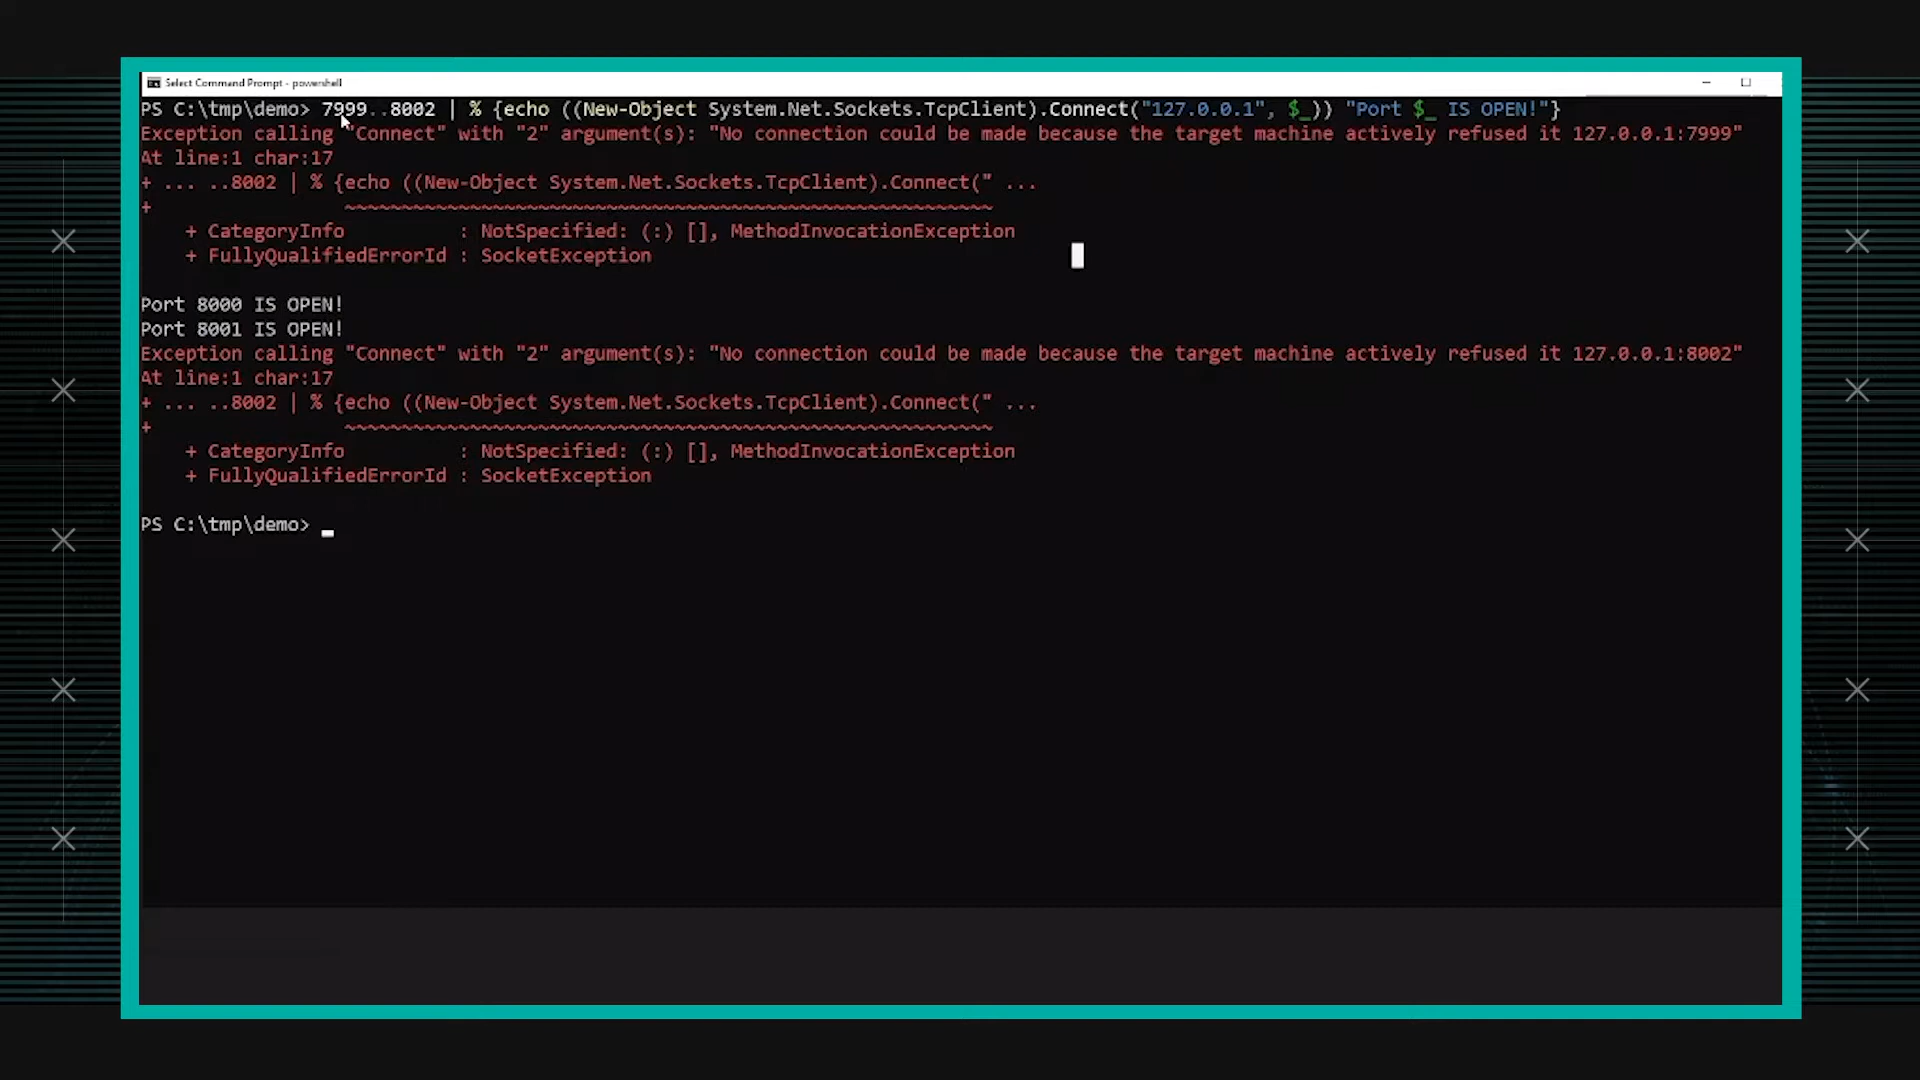 Select Command Prompt - powershell
PS C:\tmp\demo> 7999..8002 | % {echo ((New-Object System.Net.Sockets.TcpClient).Connect("127.0.0.1", $_)) "Port $_ IS OPEN!"}
Exception calling "Connect" with "2" argument(s): "No connection could be made because the target machine actively refused it 127.0.0.1:7999"
At line:1 char:17
+ ... ..8002 | % {echo ((New-Object System.Net.Sockets.TcpClient).Connect(" ...
+                  ~~~~~~~~~~~~~~~~~~~~~~~~~~~~~~~~~~~~~~~~~~~~~~~~~~~~~~~~~
    + CategoryInfo          : NotSpecified: (:) [], MethodInvocationException
    + FullyQualifiedErrorId : SocketException
Port 8000 IS OPEN!
Port 8001 IS OPEN!
Exception calling "Connect" with "2" argument(s): "No connection could be made because the target machine actively refused it 127.0.0.1:8002"
At line:1 char:17
+ ... ..8002 | % {echo ((New-Object System.Net.Sockets.TcpClient).Connect(" ...
+                  ~~~~~~~~~~~~~~~~~~~~~~~~~~~~~~~~~~~~~~~~~~~~~~~~~~~~~~~~~
    + CategoryInfo          : NotSpecified: (:) [], MethodInvocationException
    + FullyQualifiedErrorId : SocketException
PS C:\tmp\demo>